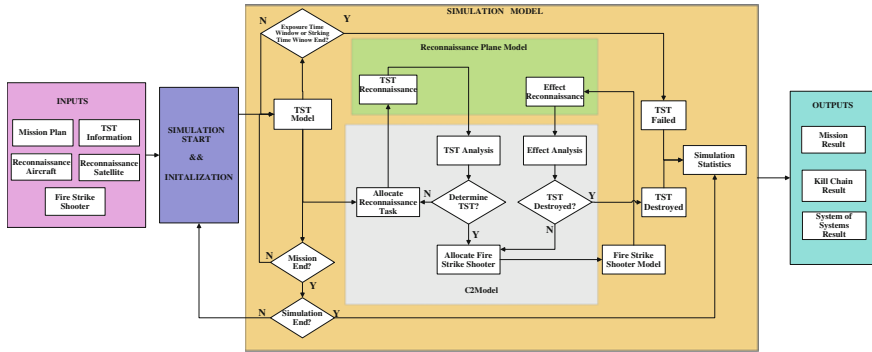 SIMULATION MODEL
N
Y
Exposure Time
Window or Strking
Time Winow End?
Reconnaissance Plane Model
TST
Reconnaissance
Effect
Reconnaissance
INPUTS
Mission Plan
TST
Information
Reconnaissance
Aircraft
Reconnaissance
Satellite
Fire Strike
Shooter
SIMULATION
START
&&
INITALIZATION
TST
Model
TST
Failed
TST Analysis
Effect Analysis
Simulation
Statistics
Allocate
Reconnaissance
Task
N
Determine
TST?
TST
Destroyed?
Y
TST
Destroyed
Y
N
N
Mission
End?
Y
Allocate Fire
Strike Shooter
Fire Strike
Shooter Model
C2Model
N
Simulation
End?
Y
OUTPUTS
Mission
Result
Kill Chain
Result
System of
Systems
Result